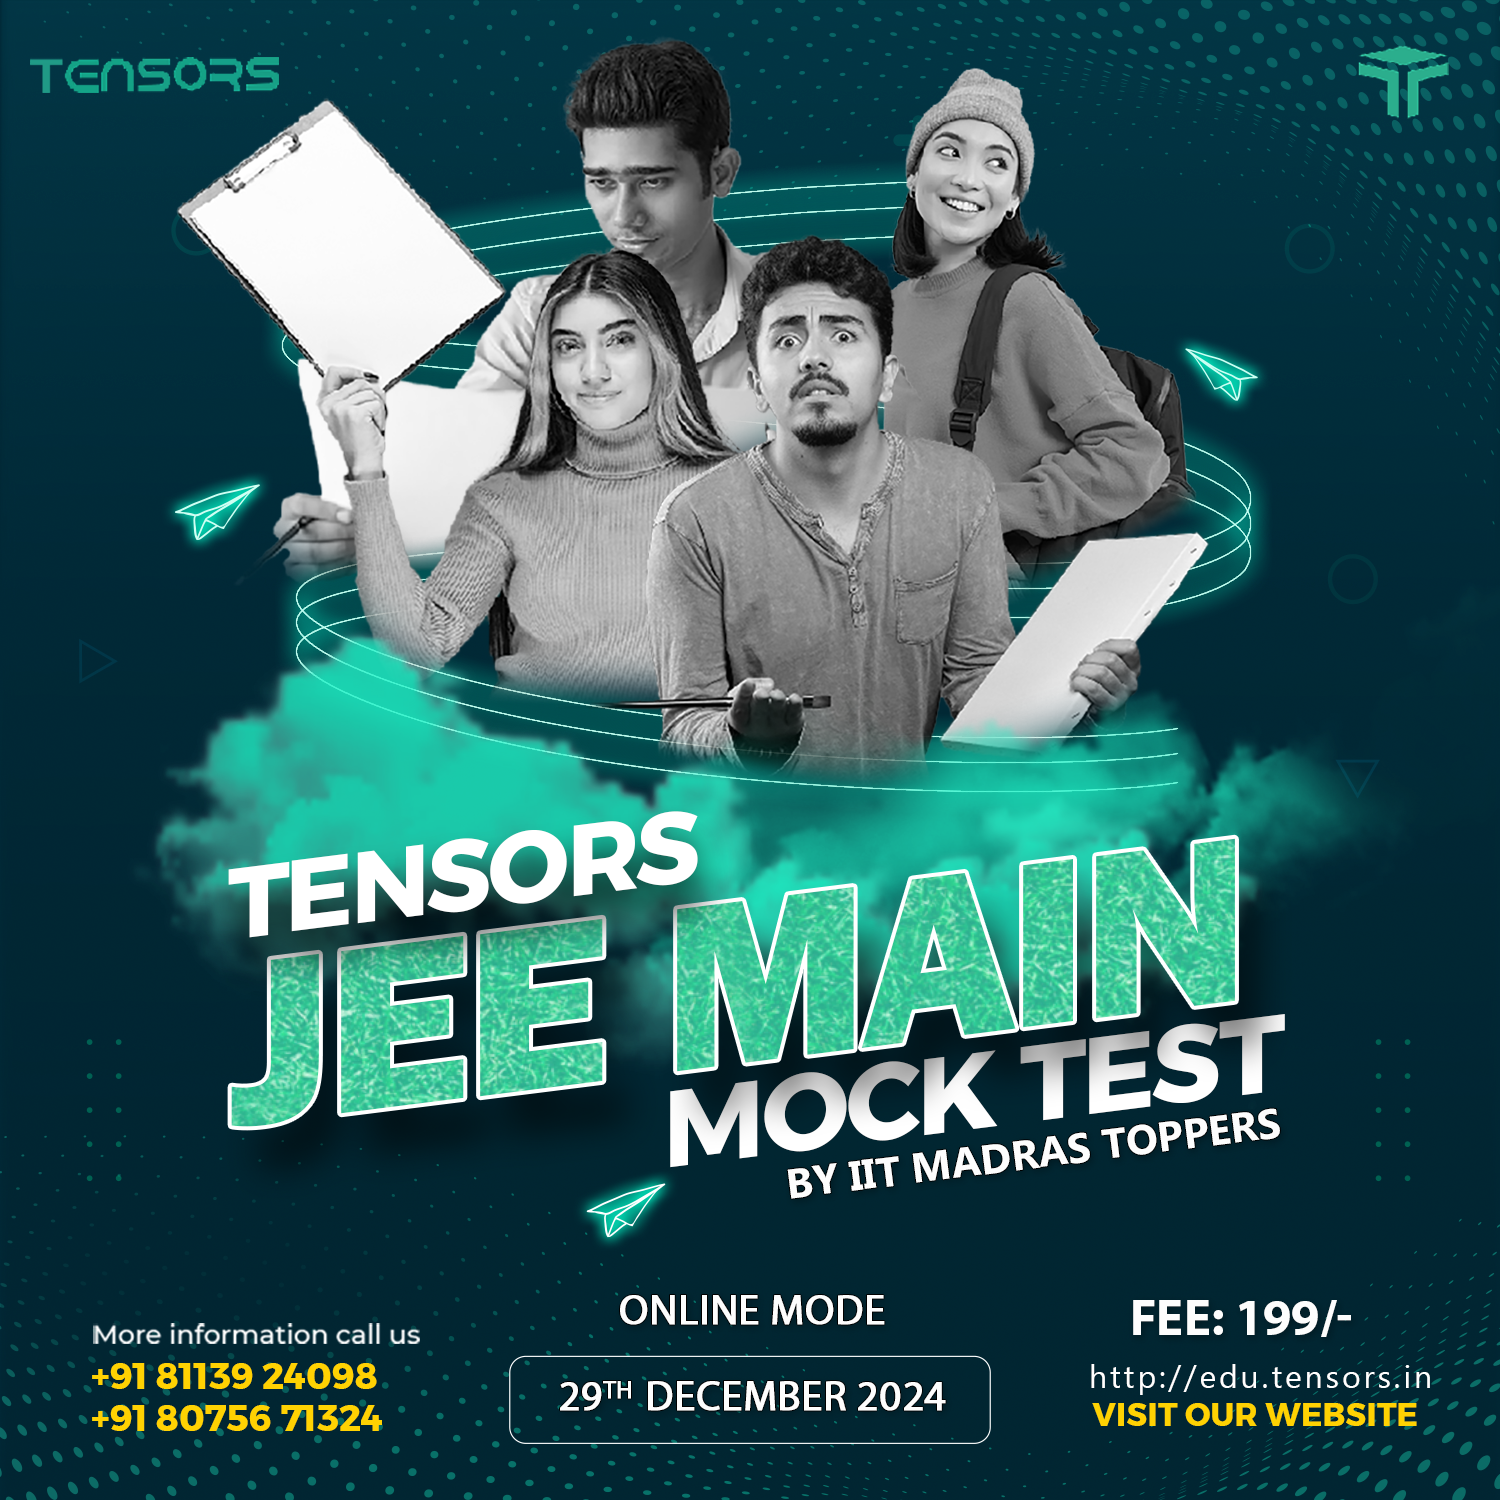 TENSORS
TENSORS
JEE MAIN
MOCK TEST
BY IIT MADRAS TOPPERS
More information call us
+91 81139 24098
+91 80756 71324
ONLINE MODE
29TH DECEMBER 2024
FEE: 199/-
http://edu.tensors.in
VISIT OUR WEBSITE